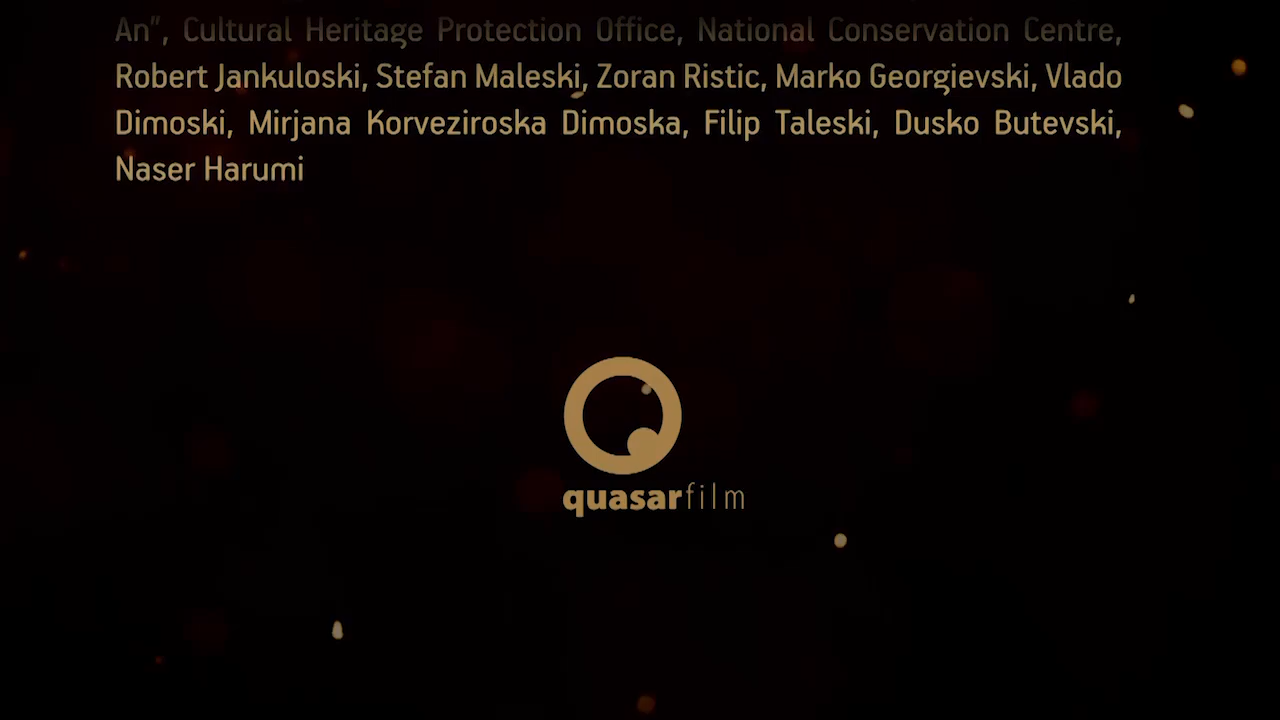 An", Cultural Heritage Protection Office, National Conservation Centre,
Robert Jankuloski, Stefan Maleski, Zoran Ristic, Marko Georgievski, Vlado
Dimoski, Mirjana Korveziroska Dimoska, Filip Taleski, Dusko Butevski,
Naser Harumi
quasarfilm